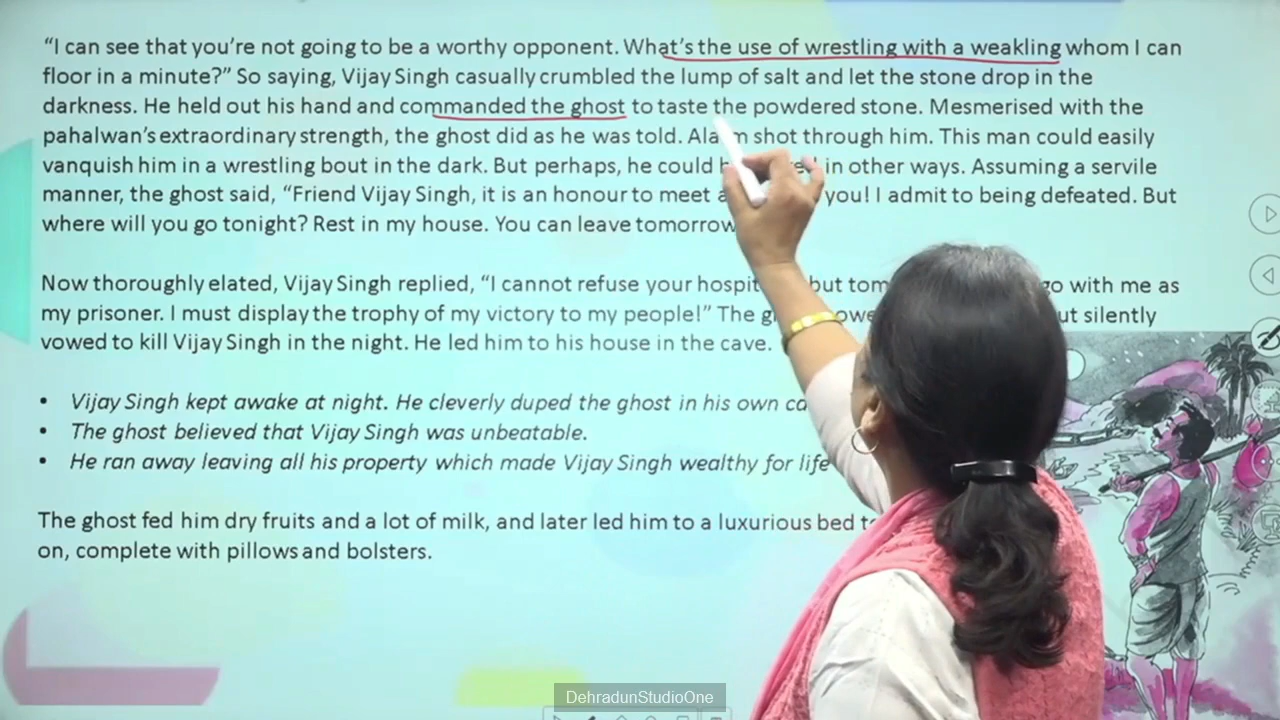 “I can see that you’re not going to be a worthy opponent. What’s the use of wrestling with a weakling whom I can
floor in a minute?” So saying, Vijay Singh casually crumbled the lump of salt and let the stone drop in the
darkness. He held out his hand and commanded the ghost to taste the powdered stone. Mesmerised with the
pahalwan’s extraordinary strength, the ghost did as he was told. Alarm shot through him. This man could easily
vanquish him in a wrestling bout in the dark. But perhaps, he could in other ways. Assuming a servile
manner, the ghost said, “Friend Vijay Singh, it is an honour to meet you! I admit to being defeated. But
where will you go tonight? Rest in my house. You can leave tomorrow
Now thoroughly elated, Vijay Singh replied, “I cannot refuse your but go with me as
my prisoner. I must display the trophy of my victory to my people!” The silently
vowed to kill Vijay Singh in the night. He led him to his house in the cave.
• Vijay Singh kept awake at night. He cleverly duped the ghost in his own
• The ghost believed that Vijay Singh was unbeatable.
• He ran away leaving all his property which made Vijay Singh wealthy for life
The ghost fed him dry fruits and a lot of milk, and later led him to a luxurious bed
on, complete with pillows and bolsters.
DehradunStudioOne